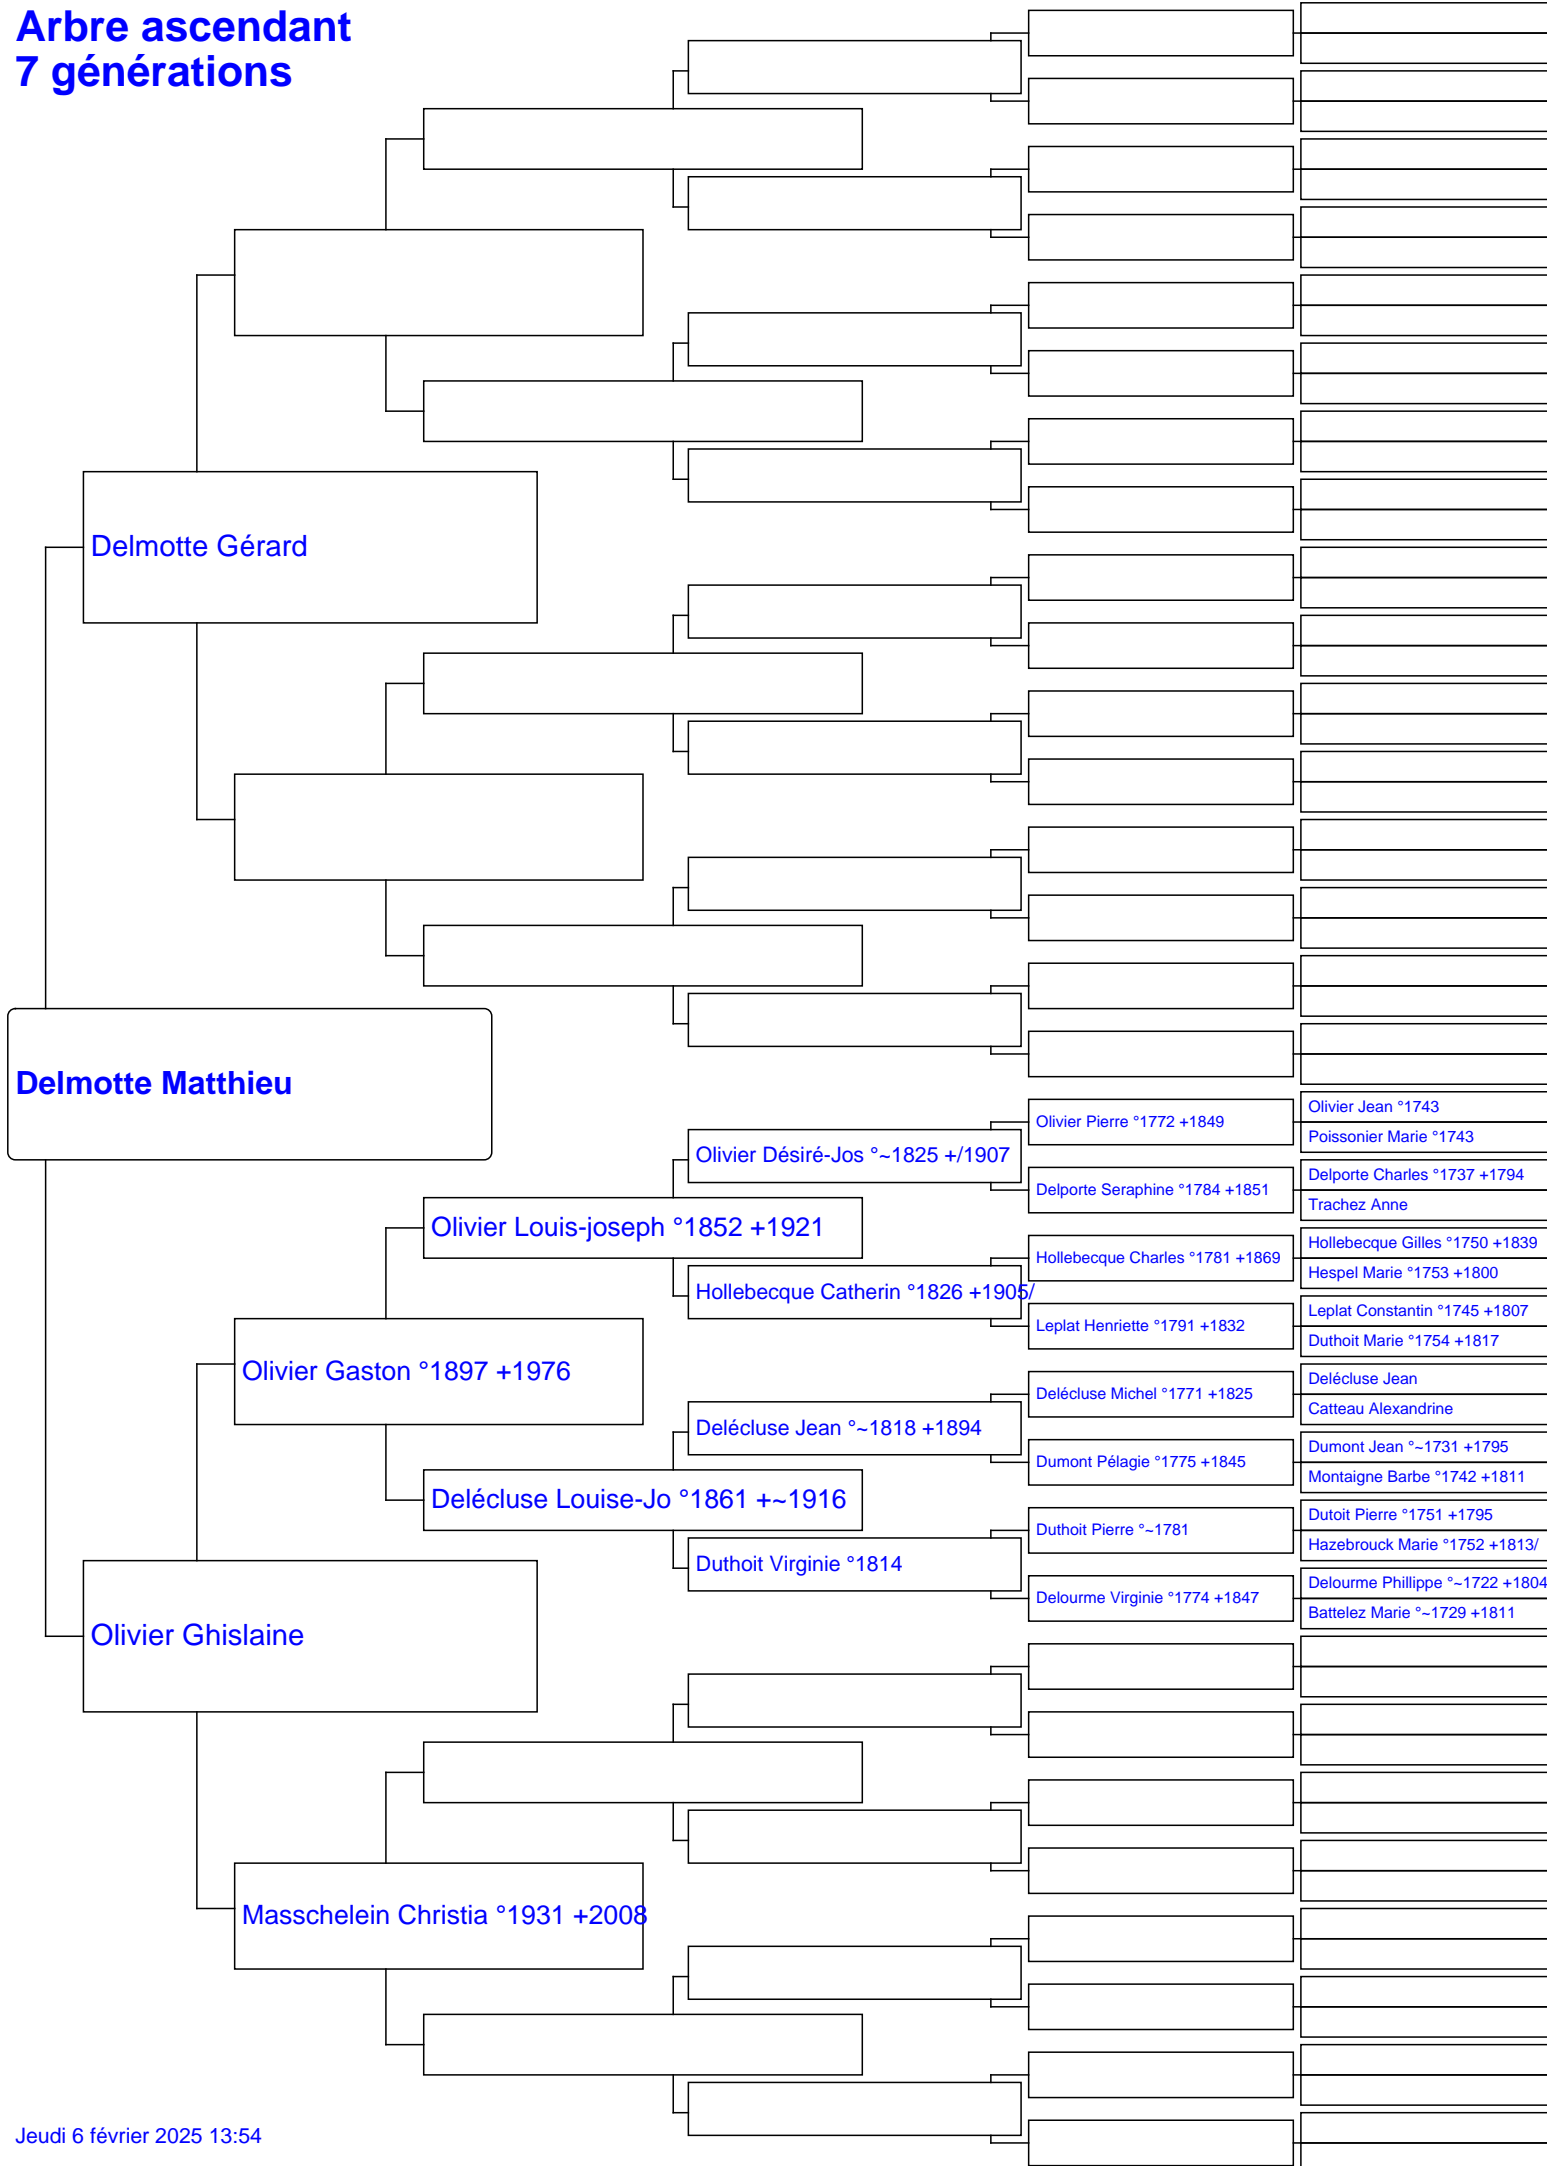 Arbre ascendant
7 générations
Delmotte Gérard
Delmotte Matthieu
Olivier Jean °1743
Olivier Pierre °1772 +1849
Poissonier Marie °1743
Olivier Désiré-Jos °~1825 +/1907
Delporte Charles °1737 +1794
Delporte Seraphine °1784 +1851
Trachez Anne
Olivier Louis-joseph °1852 +1921
Hollebecque Gilles °1750 +1839
Hollebecque Charles °1781 +1869
Hespel Marie °1753 +1800
Hollebecque Catherin °1826 +1905/
Leplat Constantin °1745 +1807
Leplat Henriette °1791 +1832
Duthoit Marie °1754 +1817
Olivier Gaston °1897 +1976
Delécluse Jean
Delécluse Michel °1771 +1825
Catteau Alexandrine
Delécluse Jean °~1818 +1894
Dumont Jean °~1731 +1795
Dumont Pélagie °1775 +1845
Montaigne Barbe °1742 +1811
Delécluse Louise-Jo °1861 +~1916
Dutoit Pierre °1751 +1795
Duthoit Pierre °~1781
Hazebrouck Marie °1752 +1813/
Duthoit Virginie °1814
Delourme Phillippe °~1722 +1804
Delourme Virginie °1774 +1847
Battelez Marie °~1729 +1811
Olivier Ghislaine
Masschelein Christia °1931 +2008
Jeudi 6 février 2025 13:54